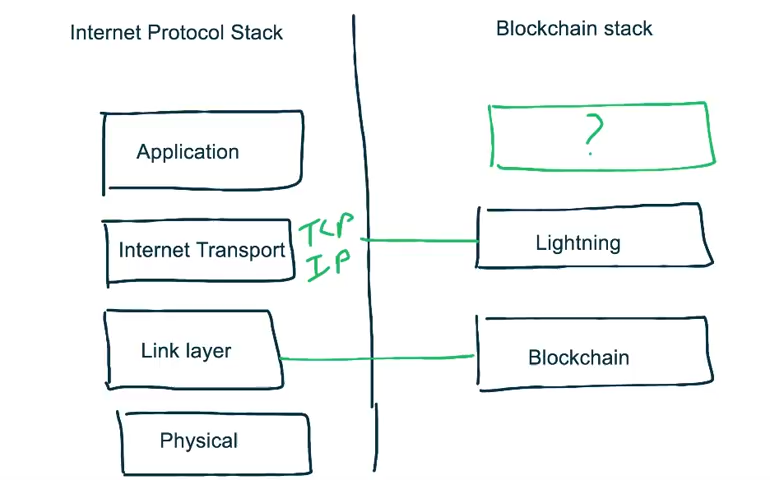 Internet Protocol Stack
Blockchain stack
Application
?
Internet Transport
TCP
IP
Lightning
Link layer
Blockchain
Physical